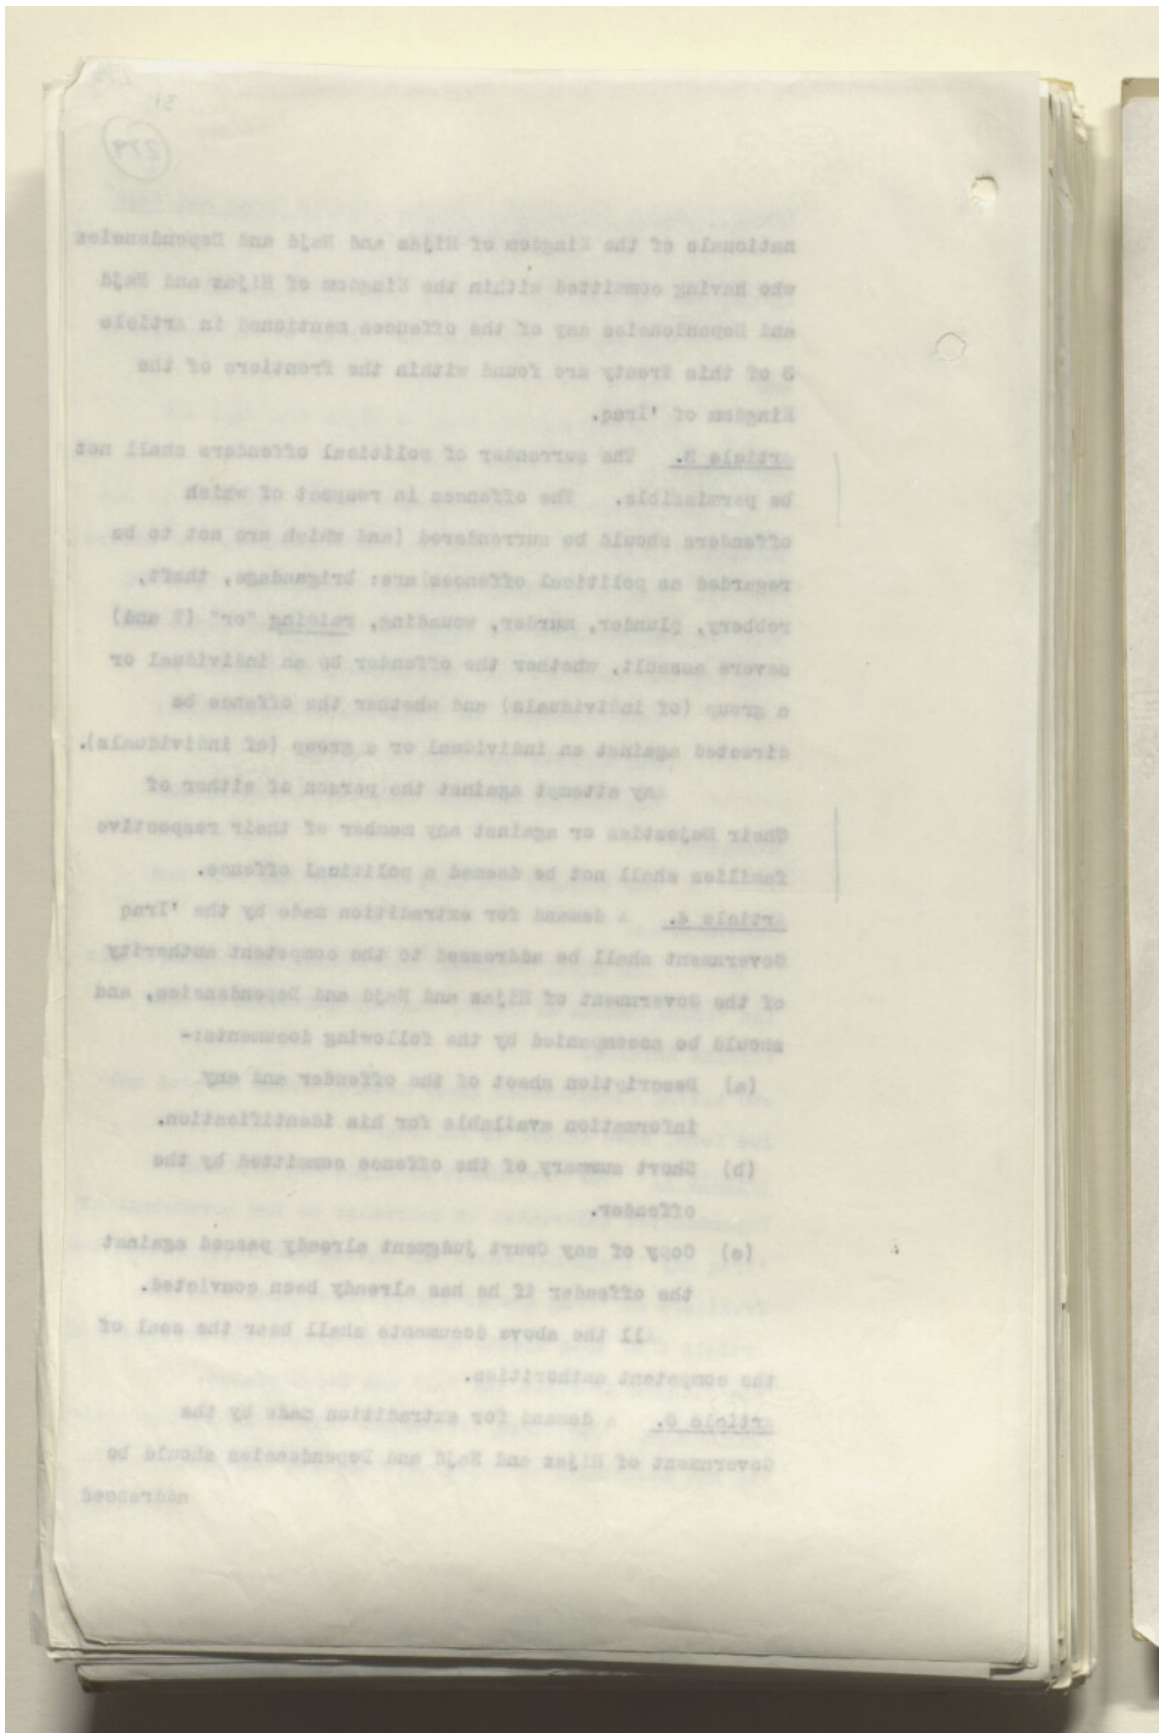 279
nationals of the Kingdom of Hijas and Najd and Dependencies
who having committed within the Kingdom of Hijas and Najd
and Dependencies any of the offences mentioned in Article
3 of this Treaty are found within the frontiers of the
Kingdom of 'Iraq.
Article 3. The surrender of political offenders shall not
be permissible. The offences in respect of which
offenders should be surrendered (and which are not to be
regarded as political offences) are: brigandage, theft,
robbery, plunder, murder, wounding, raiding "or" (? and)
severe assault, whether the offender be an individual or
a group (of individuals) and whether the offence be
directed against an individual or a group (of individuals).
Any attempt against the person of either of
Their Majesties or against any member of their respective
families shall not be deemed a political offence.
Article 4. A demand for extradition made by the 'Iraq
Government shall be addressed to the competent authority
of the Government of Hijas and Najd and Dependencies, and
should be accompanied by the following documents:-
(a) Description sheet of the offender and any
information available for his identification.
(b) Short summary of the offence committed by the
offender.
(c) Copy of any Court judgment already passed against
the offender if he has already been convicted.
All the above documents shall bear the seal of
the competent authorities.
Article 5. A demand for extradition made by the
Government of Hijas and Najd and Dependencies should be
addressed